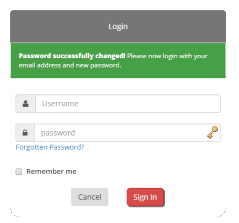 Login
Password successfully changed! Please now login with your
email address and new password.
Username
password
Forgotten Password?
Remember me
Cancel
Sign In